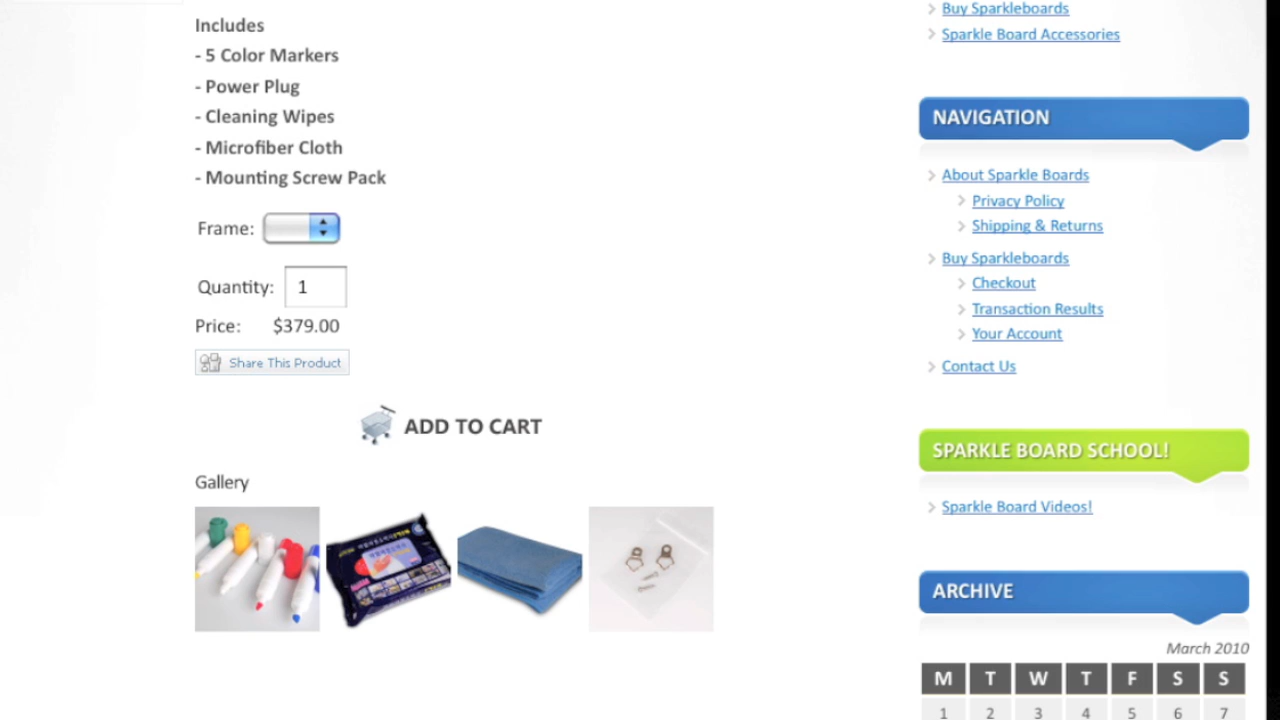 Includes
- 5 Color Markers
- Power Plug
- Cleaning Wipes
- Microfiber Cloth
- Mounting Screw Pack
Frame:
Quantity: 1
Price: $379.00
Share This Product
ADD TO CART
Gallery
Buy Sparkleboards
Sparkle Board Accessories
NAVIGATION
About Sparkle Boards
Privacy Policy
Shipping & Returns
Buy Sparkleboards
Checkout
Transaction Results
Your Account
Contact Us
SPARKLE BOARD SCHOOL!
Sparkle Board Videos!
ARCHIVE
March 2010
M T W T F S S
1 2 3 4 5 6 7